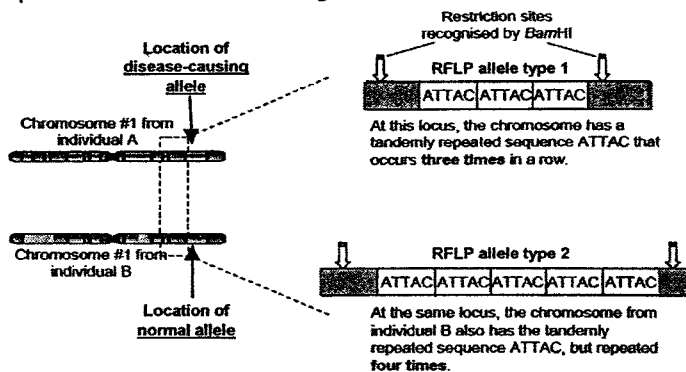 Restriction sites
recognised by BamHI
Location of
disease-causing
allele
RFLP allele type 1
ATTAC ATTAC ATTAC
Chromosome #1 from
individual A
At this locus, the chromosome has a
tandemly repeated sequence ATTAC that
occurs three times in a row.
RFLP allele type 2
Chromosome #1 from
individual B
ATTAC ATTAC ATTAC ATTAC ATTAC
Location of
normal allele
At the same locus, the chromosome from
individual B also has the tandemly
repeated sequence ATTAC, but repeated
four times.